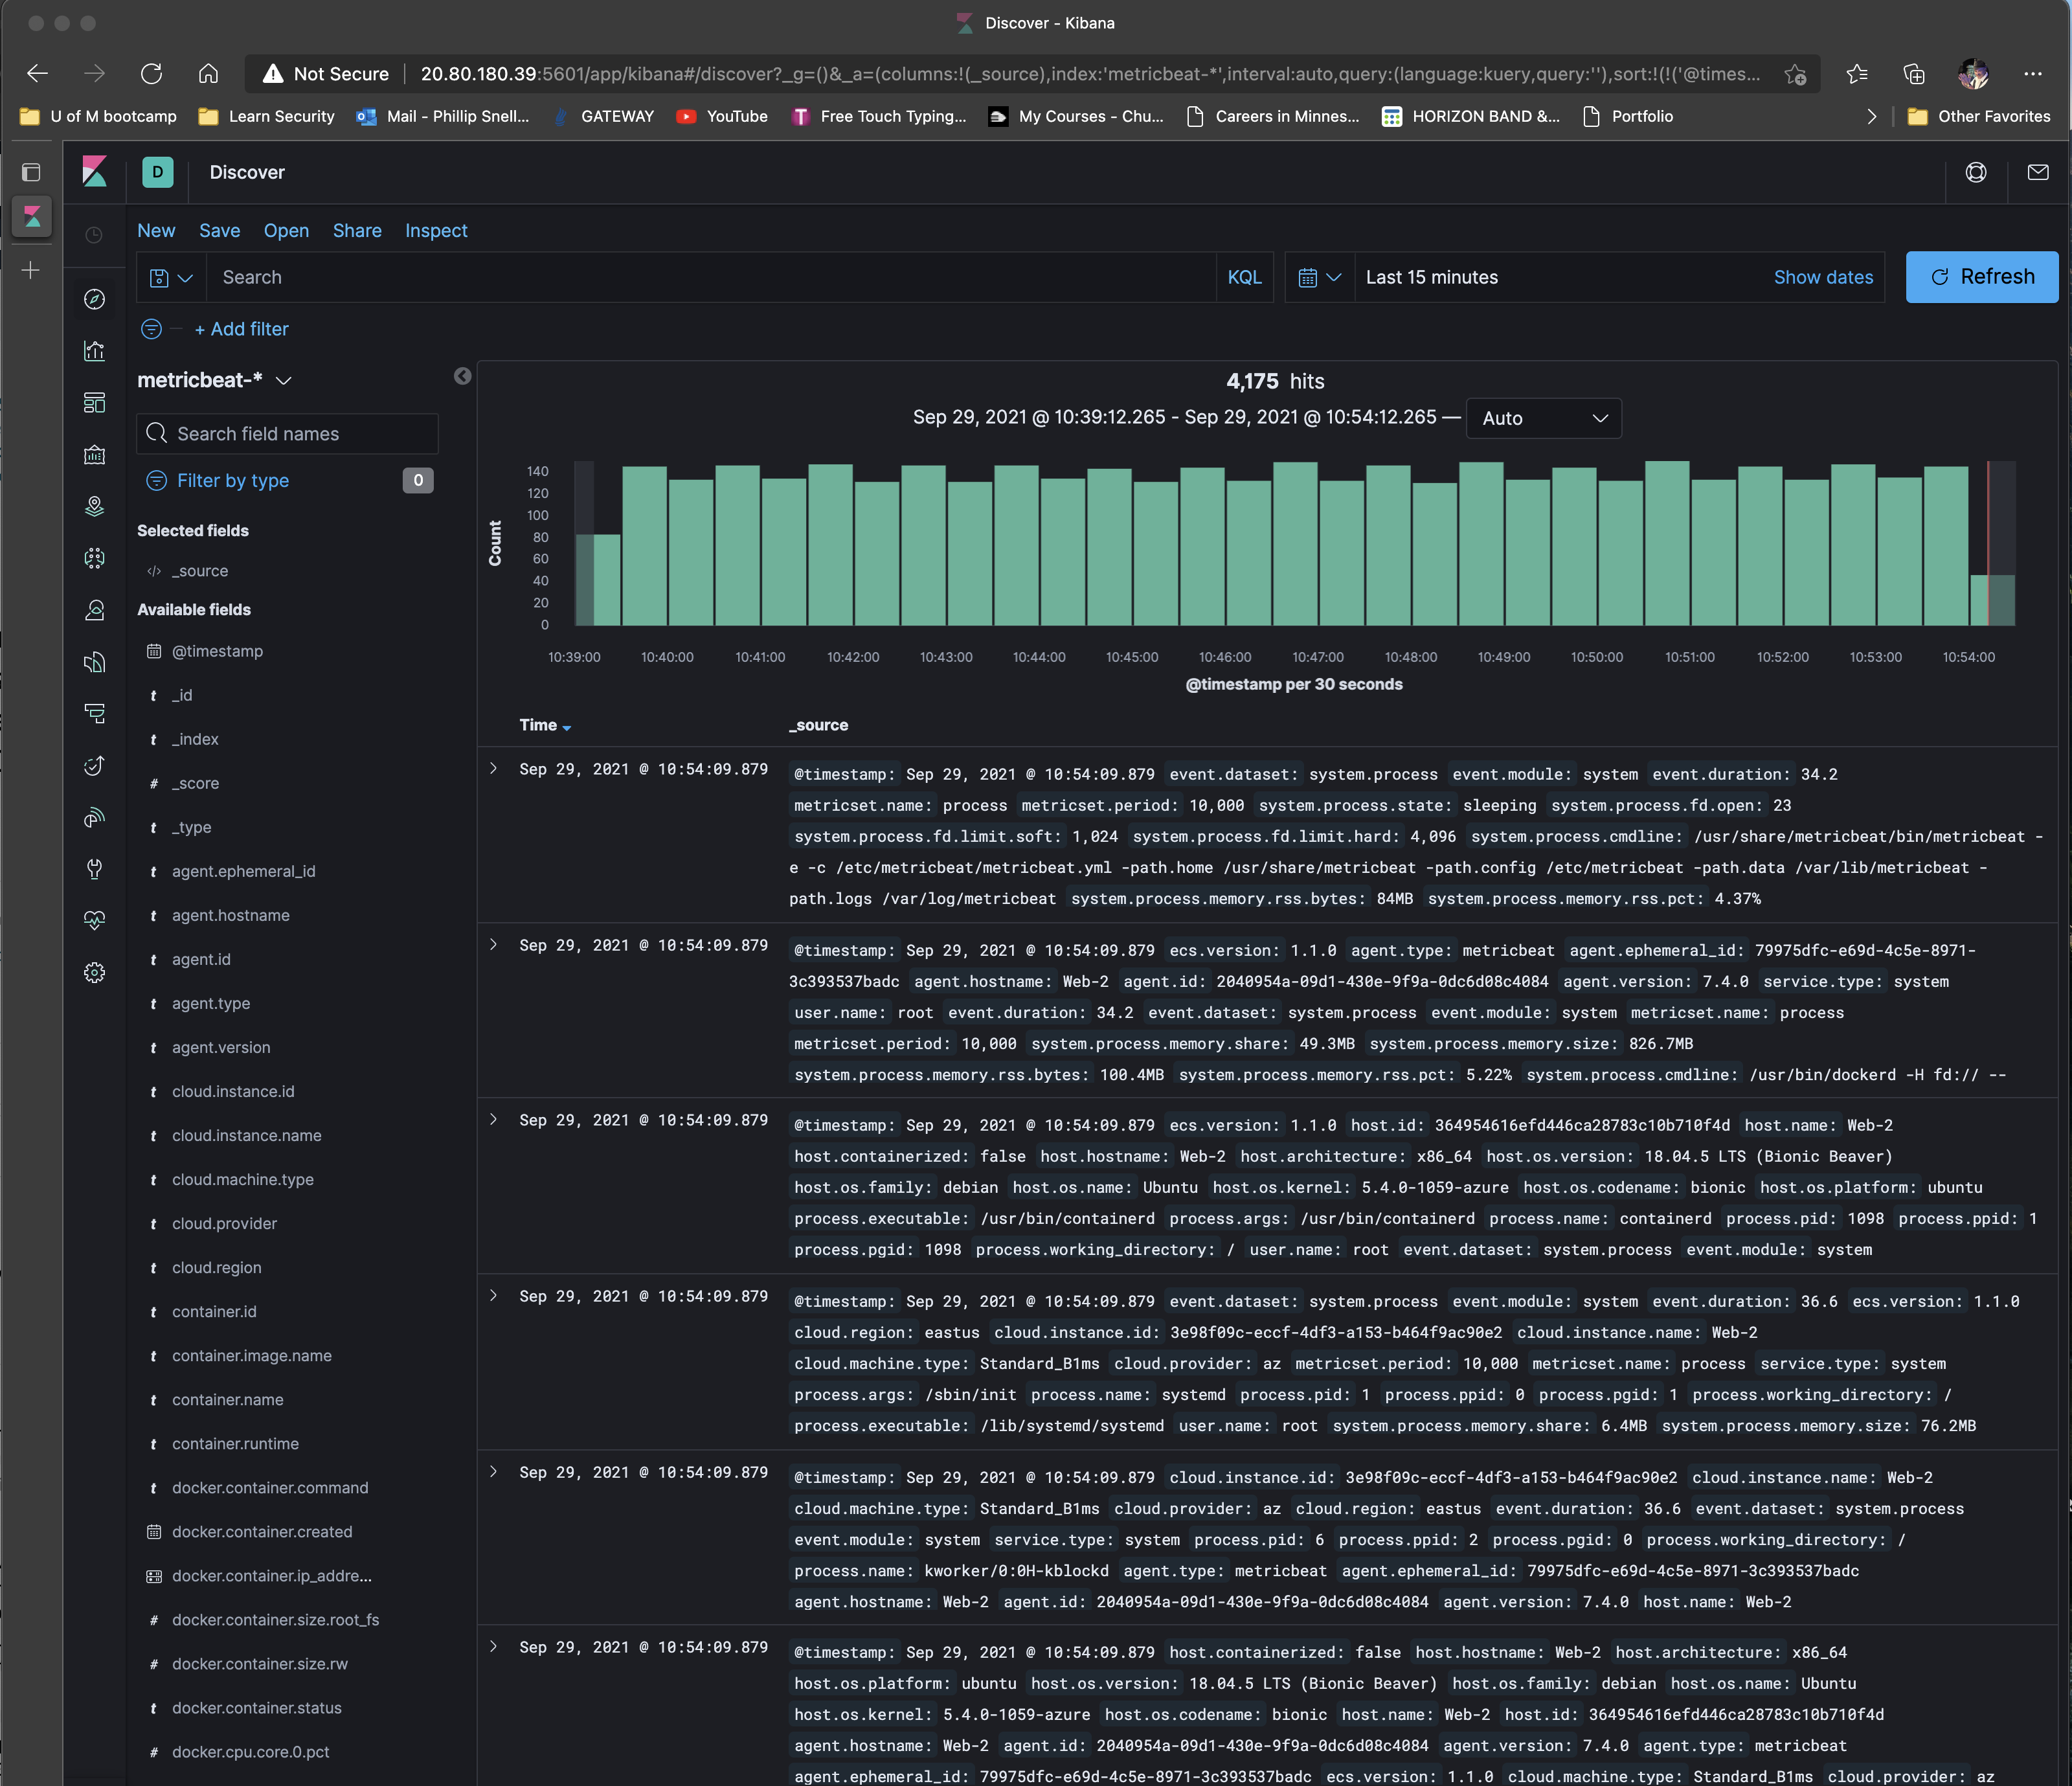 Discover - Kibana
Not Secure 20.80.180.39:5601/app/kibana#/discover?_g=()&_a=(columns:!(_source),index:'metricbeat-*',interval:auto,query:(language:kuery,query:''),sort:!(!('@times...
U of M bootcamp Learn Security Mail - Phillip Snell... GATEWAY YouTube Free Touch Typing... My Courses - Chu... Careers in Minnes... HORIZON BAND &... Portfolio Other Favorites
D Discover
New Save Open Share Inspect
Search KQL Last 15 minutes Show dates Refresh
+ Add filter
metricbeat-*
Search field names
Filter by type 0
Selected fields
</> _source
Available fields
@timestamp
t _id
t _index
# _score
t _type
t agent.ephemeral_id
t agent.hostname
t agent.id
t agent.type
t agent.version
t cloud.instance.id
t cloud.instance.name
t cloud.machine.type
t cloud.provider
t cloud.region
t container.id
t container.image.name
t container.name
t container.runtime
t docker.container.command
docker.container.created
docker.container.ip_addre...
# docker.container.size.root_fs
# docker.container.size.rw
t docker.container.status
# docker.cpu.core.0.pct
4,175 hits
Sep 29, 2021 @ 10:39:12.265 - Sep 29, 2021 @ 10:54:12.265 — Auto
Count
140
120
100
80
60
40
20
0
10:39:00 10:40:00 10:41:00 10:42:00 10:43:00 10:44:00 10:45:00 10:46:00 10:47:00 10:48:00 10:49:00 10:50:00 10:51:00 10:52:00 10:53:00 10:54:00
@timestamp per 30 seconds
Time _source
Sep 29, 2021 @ 10:54:09.879 @timestamp: Sep 29, 2021 @ 10:54:09.879 event.dataset: system.process event.module: system event.duration: 34.2
metricset.name: process metricset.period: 10,000 system.process.state: sleeping system.process.fd.open: 23
system.process.fd.limit.soft: 1,024 system.process.fd.limit.hard: 4,096 system.process.cmdline: /usr/share/metricbeat/bin/metricbeat -
e -c /etc/metricbeat/metricbeat.yml -path.home /usr/share/metricbeat -path.config /etc/metricbeat -path.data /var/lib/metricbeat -
path.logs /var/log/metricbeat system.process.memory.rss.bytes: 84MB system.process.memory.rss.pct: 4.37%
Sep 29, 2021 @ 10:54:09.879 @timestamp: Sep 29, 2021 @ 10:54:09.879 ecs.version: 1.1.0 agent.type: metricbeat agent.ephemeral_id: 79975dfc-e69d-4c5e-8971-
3c393537badc agent.hostname: Web-2 agent.id: 2040954a-09d1-430e-9f9a-0dc6d08c4084 agent.version: 7.4.0 service.type: system
user.name: root event.duration: 34.2 event.dataset: system.process event.module: system metricset.name: process
metricset.period: 10,000 system.process.memory.share: 49.3MB system.process.memory.size: 826.7MB
system.process.memory.rss.bytes: 100.4MB system.process.memory.rss.pct: 5.22% system.process.cmdline: /usr/bin/dockerd -H fd:// --
Sep 29, 2021 @ 10:54:09.879 @timestamp: Sep 29, 2021 @ 10:54:09.879 ecs.version: 1.1.0 host.id: 364954616efd446ca28783c10b710f4d host.name: Web-2
host.containerized: false host.hostname: Web-2 host.architecture: x86_64 host.os.version: 18.04.5 LTS (Bionic Beaver)
host.os.family: debian host.os.name: Ubuntu host.os.kernel: 5.4.0-1059-azure host.os.codename: bionic host.os.platform: ubuntu
process.executable: /usr/bin/containerd process.args: /usr/bin/containerd process.name: containerd process.pid: 1098 process.ppid: 1
process.pgid: 1098 process.working_directory: / user.name: root event.dataset: system.process event.module: system
Sep 29, 2021 @ 10:54:09.879 @timestamp: Sep 29, 2021 @ 10:54:09.879 event.dataset: system.process event.module: system event.duration: 36.6 ecs.version: 1.1.0
cloud.region: eastus cloud.instance.id: 3e98f09c-eccf-4df3-a153-b464f9ac90e2 cloud.instance.name: Web-2
cloud.machine.type: Standard_B1ms cloud.provider: az metricset.period: 10,000 metricset.name: process service.type: system
process.args: /sbin/init process.name: systemd process.pid: 1 process.ppid: 0 process.pgid: 1 process.working_directory: /
process.executable: /lib/systemd/systemd user.name: root system.process.memory.share: 6.4MB system.process.memory.size: 76.2MB
Sep 29, 2021 @ 10:54:09.879 @timestamp: Sep 29, 2021 @ 10:54:09.879 cloud.instance.id: 3e98f09c-eccf-4df3-a153-b464f9ac90e2 cloud.instance.name: Web-2
cloud.machine.type: Standard_B1ms cloud.provider: az cloud.region: eastus event.duration: 36.6 event.dataset: system.process
event.module: system service.type: system process.pid: 6 process.ppid: 2 process.pgid: 0 process.working_directory: /
process.name: kworker/0:0H-kblockd agent.type: metricbeat agent.ephemeral_id: 79975dfc-e69d-4c5e-8971-3c393537badc
agent.hostname: Web-2 agent.id: 2040954a-09d1-430e-9f9a-0dc6d08c4084 agent.version: 7.4.0 host.name: Web-2
Sep 29, 2021 @ 10:54:09.879 @timestamp: Sep 29, 2021 @ 10:54:09.879 host.containerized: false host.hostname: Web-2 host.architecture: x86_64
host.os.platform: ubuntu host.os.version: 18.04.5 LTS (Bionic Beaver) host.os.family: debian host.os.name: Ubuntu
host.os.kernel: 5.4.0-1059-azure host.os.codename: bionic host.name: Web-2 host.id: 364954616efd446ca28783c10b710f4d
agent.hostname: Web-2 agent.id: 2040954a-09d1-430e-9f9a-0dc6d08c4084 agent.version: 7.4.0 agent.type: metricbeat
agent.ephemeral_id: 79975dfc-e69d-4c5e-8971-3c393537badc ecs.version: 1.1.0 cloud.machine.type: Standard_B1ms cloud.provider: az